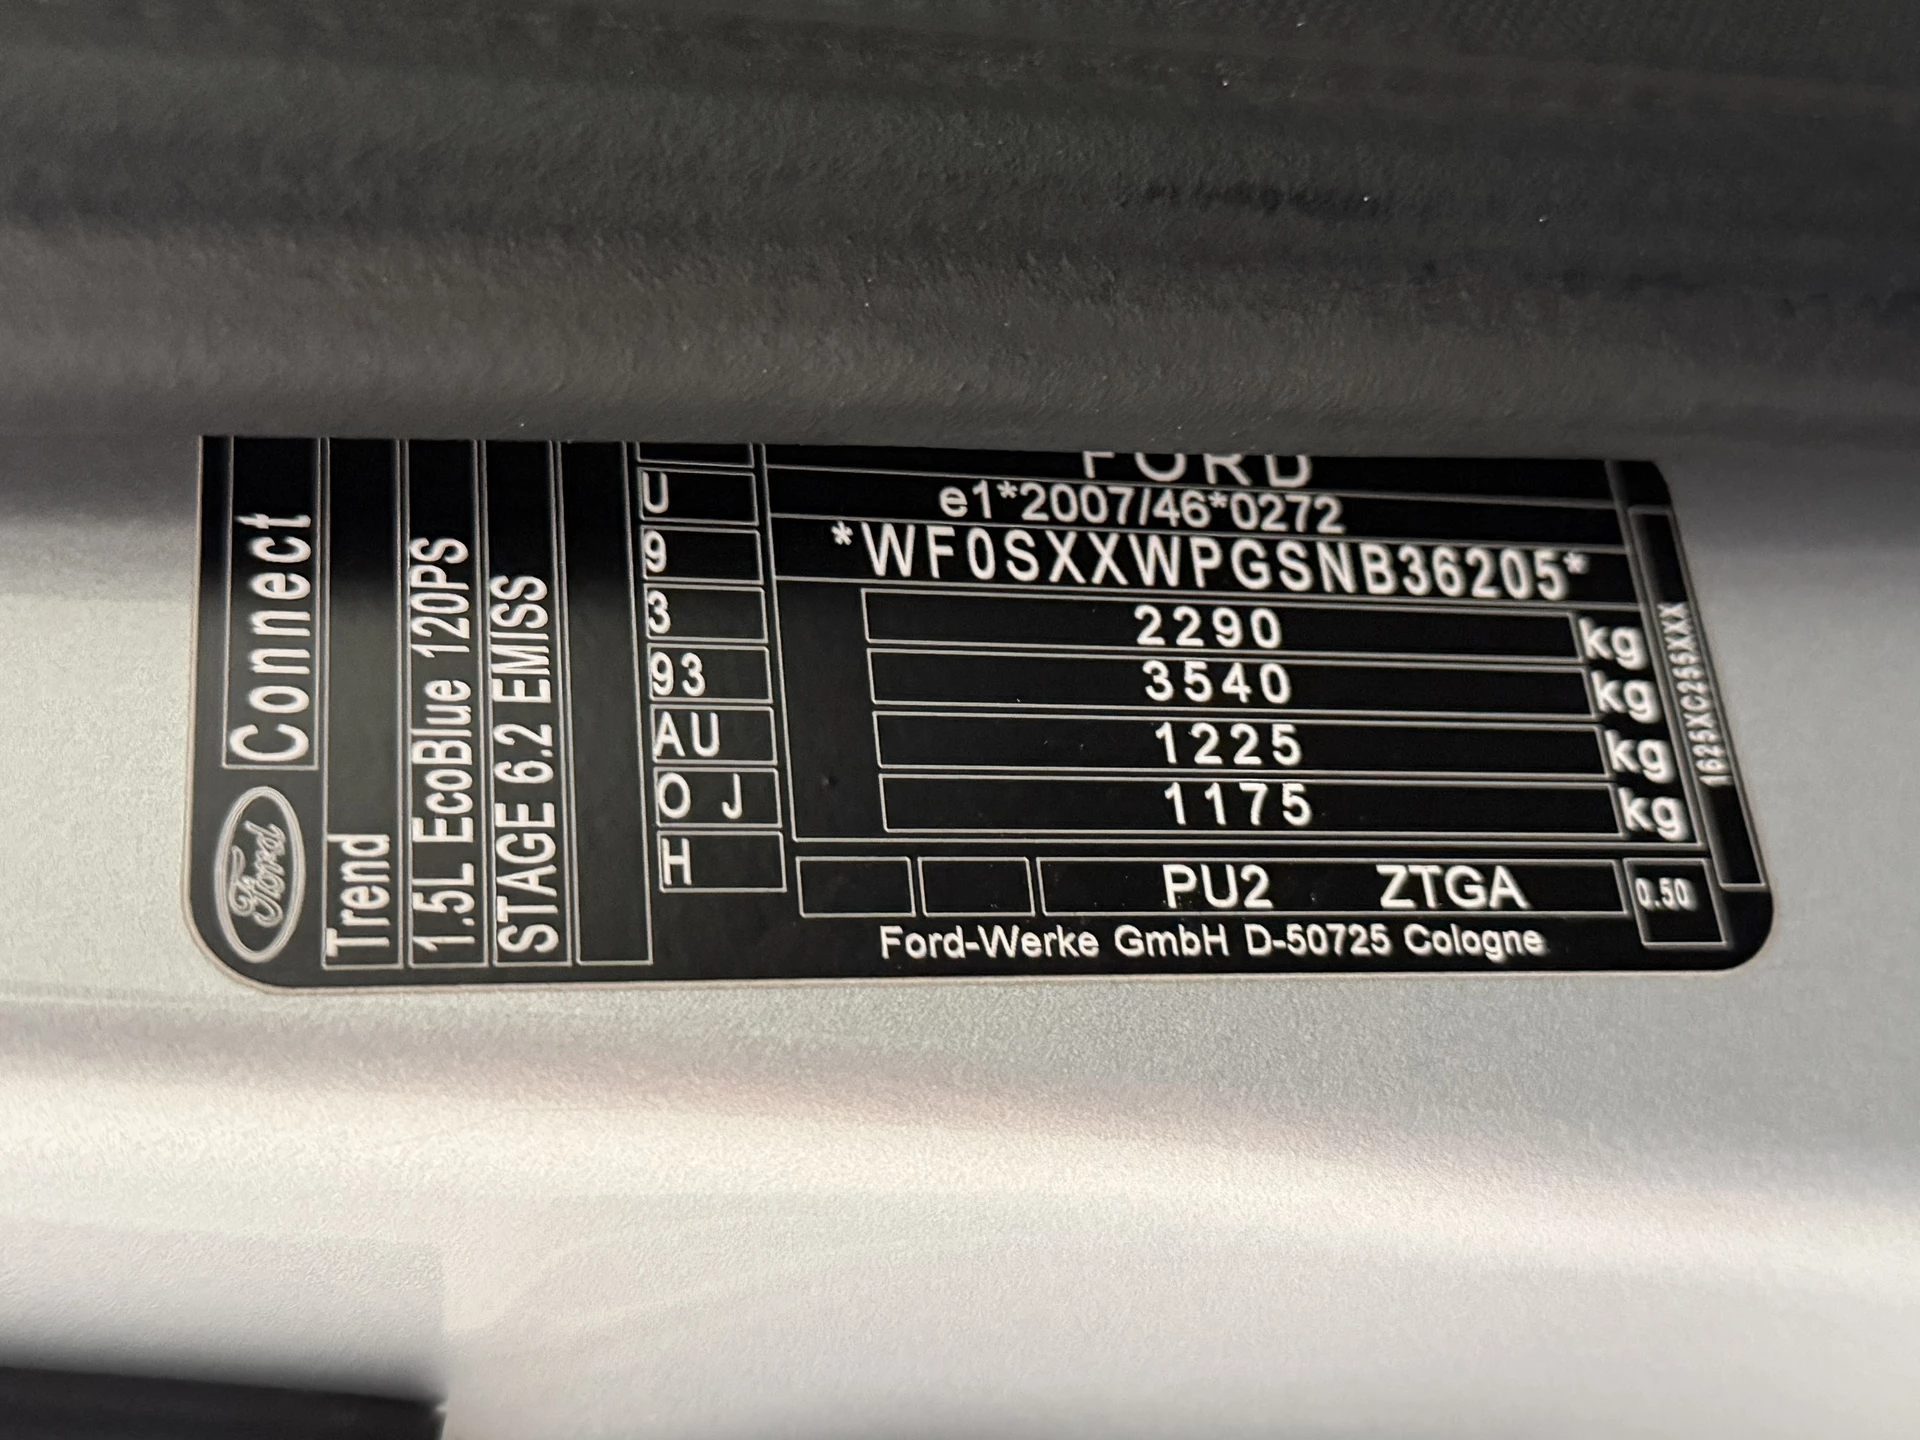 Ford Connect
Trend
1.5L EcoBlue 120PS
STAGE 6.2 EMISS
U
9
3
93
AU
O J
H
FORD
e1*2007/46*0272
*WF0SXXWPGSNB36205*
2290 kg
3540 kg
1225 kg
1175 kg
PU2 ZTGA
0.50
Ford-Werke GmbH D-50725 Cologne
1625XC255XXX